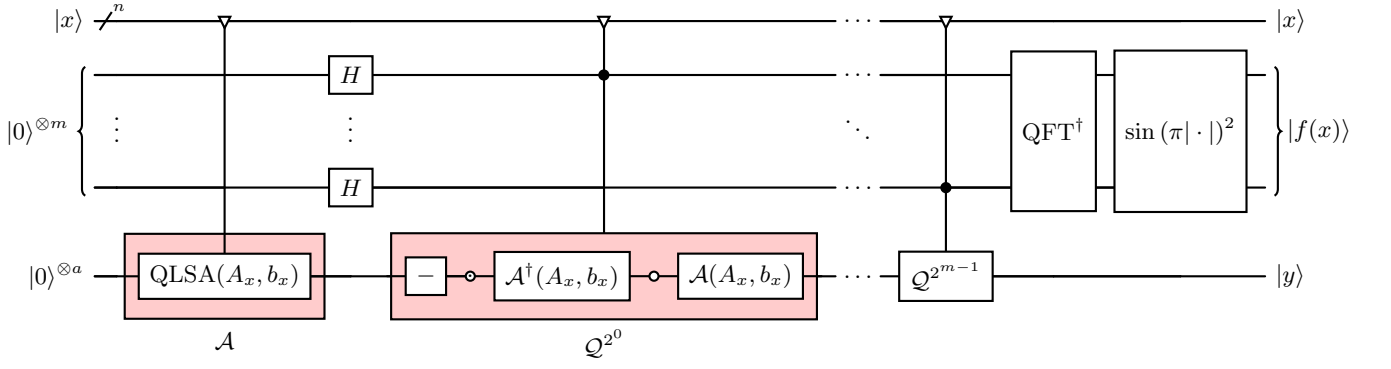 |x⟩ n ⋯ |x⟩
H ⋯
|0⟩^{⊗m} ⋮ ⋮ ⋱ QFT† sin (π| · |)² |f(x)⟩
H ⋯
|0⟩^{⊗a} QLSA(A_x, b_x) − 𝒜†(A_x, b_x) 𝒜(A_x, b_x) ⋯ 𝒬^{2^{m−1}} |y⟩
𝒜 𝒬^{2^0}